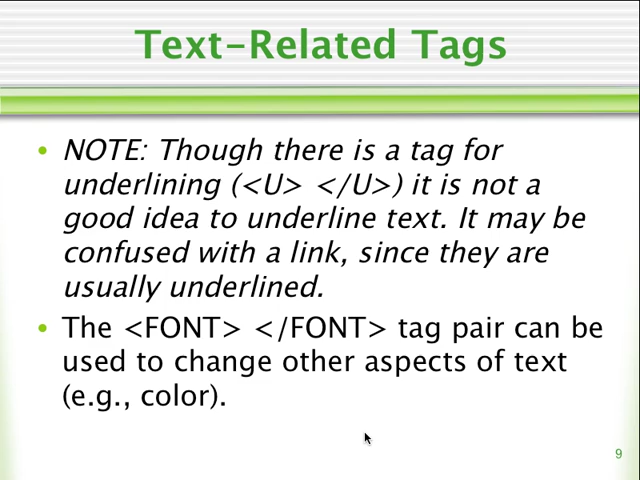 Text-Related Tags
• NOTE: Though there is a tag for
underlining (<U> </U>) it is not a
good idea to underline text. It may be
confused with a link, since they are
usually underlined.
• The <FONT> </FONT> tag pair can be
used to change other aspects of text
(e.g., color).
9